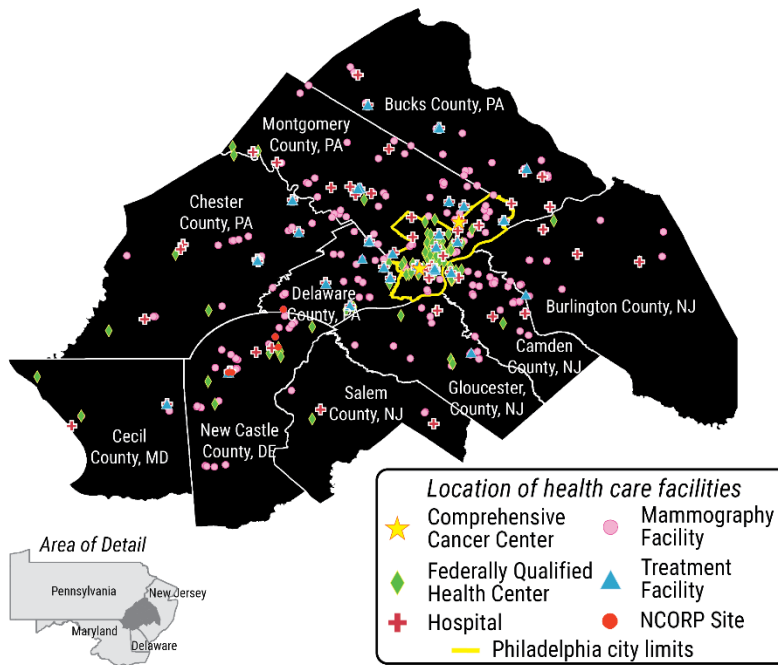 Bucks County, PA
Montgomery
County, PA
Chester
County, PA
Delaware
County, PA
Burlington County, NJ
Camden
County, NJ
Gloucester,
County, NJ
Salem
County, NJ
New Castle
County, DE
Cecil
County, MD
Location of health care facilities
Comprehensive
Cancer Center
Mammography
Facility
Federally Qualified
Health Center
Treatment
Facility
Hospital
NCORP Site
Philadelphia city limits
Area of Detail
Pennsylvania
New Jersey
Maryland
Delaware